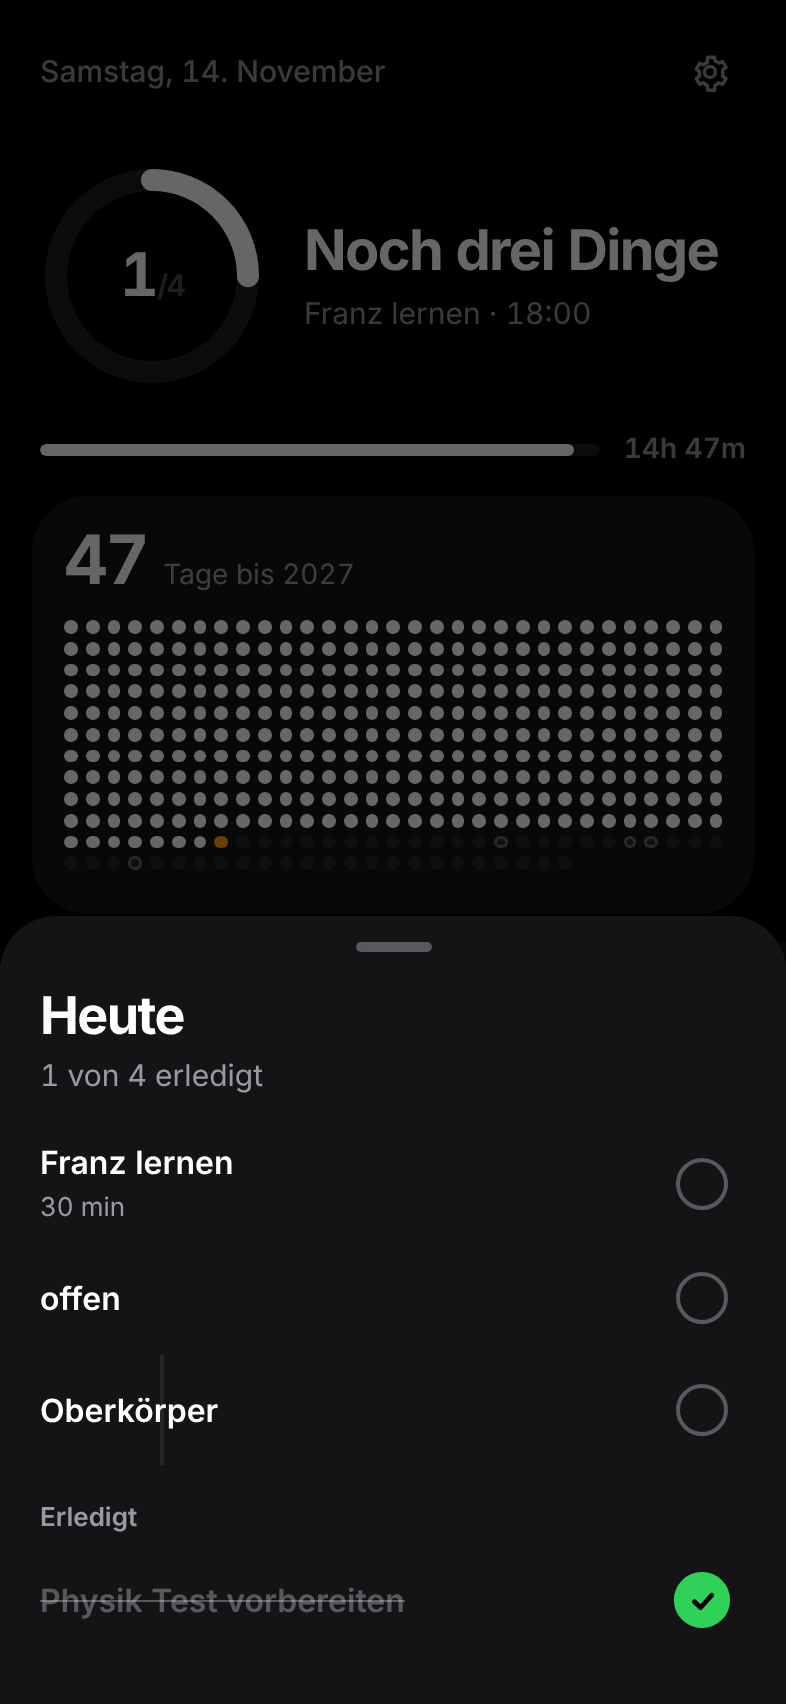 Samstag, 14. November
1/4
Noch drei Dinge
Franz lernen · 18:00
14h 47m
47 Tage bis 2027
Heute
1 von 4 erledigt
Franz lernen
30 min
offen
Oberkörper
Erledigt
Physik Test vorbereiten